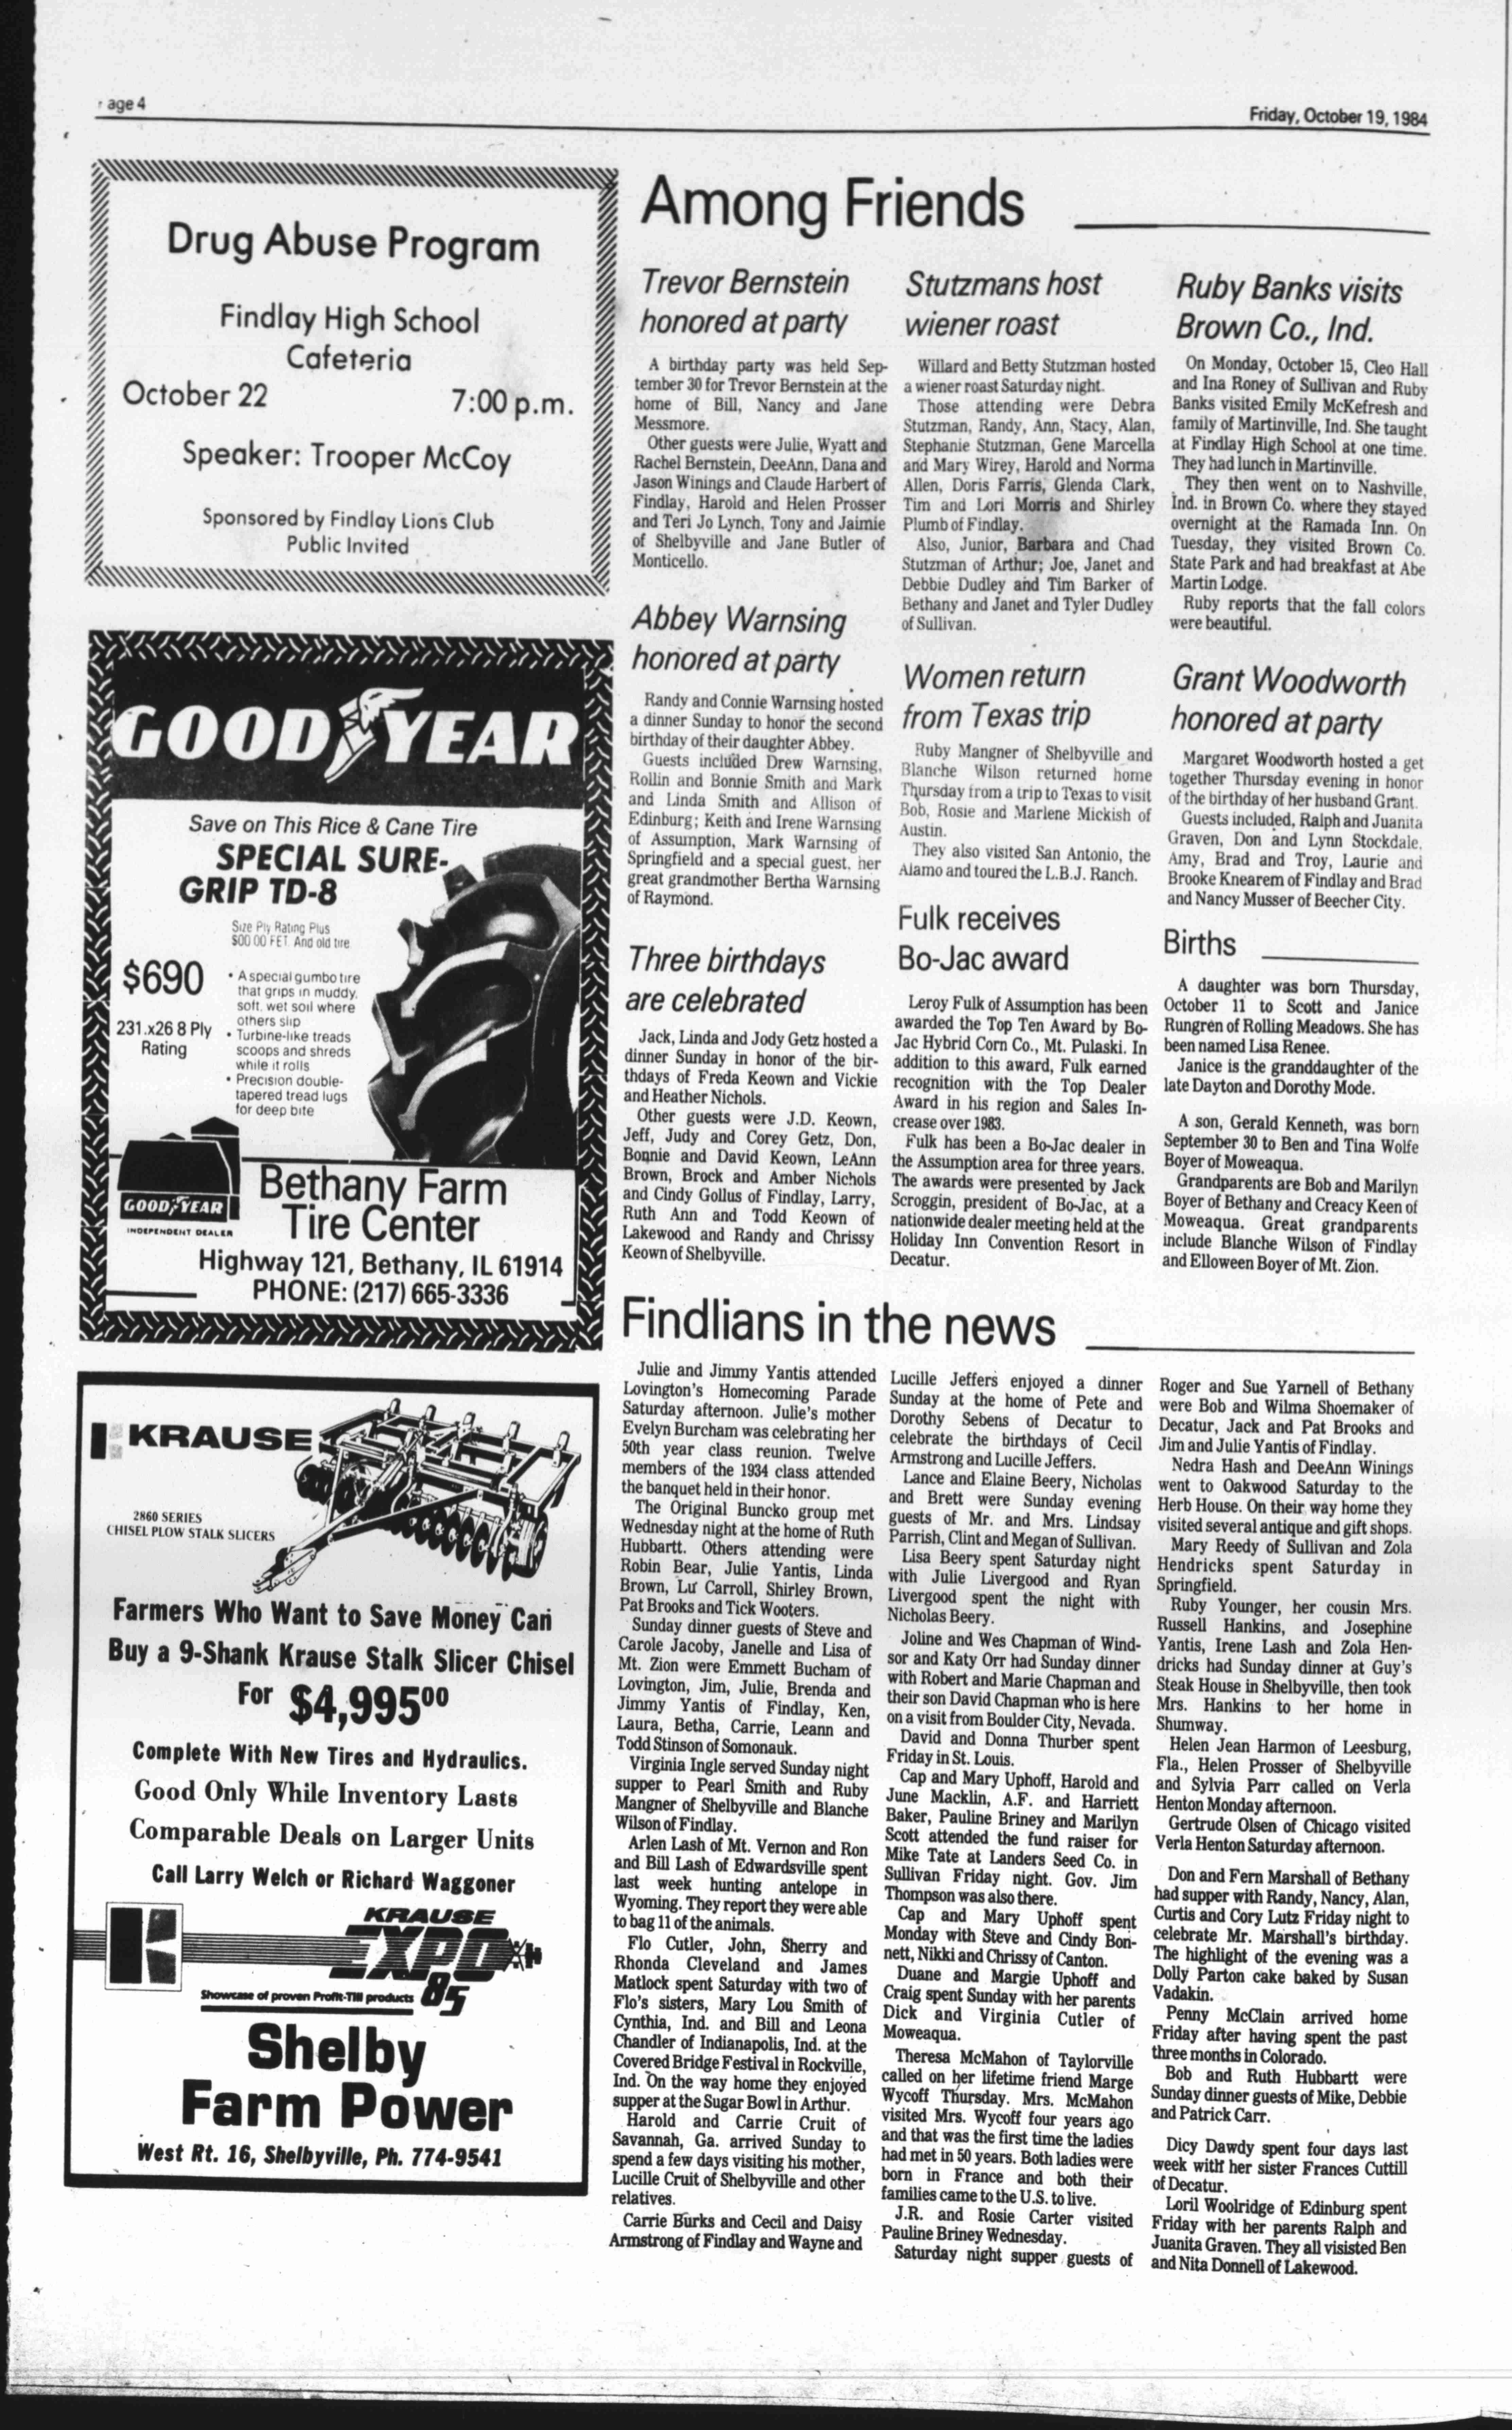 age 4
Friday, October 19, 1984
Drug Abuse Program
Findlay High School
Cafeteria
October 22 7:00 p.m.
Speaker: Trooper McCoy
Sponsored by Findlay Lions Club
Public Invited
GOODYEAR
Save on This Rice & Cane Tire
SPECIAL SURE-
GRIP TD-8
Size Ply Rating Plus
$00.00 FET. And old tire
$690
231.x26 8 Ply
Rating
• A special gumbo tire
that grips in muddy,
soft, wet soil where
others slip
• Turbine-like treads
scoops and shreds
while it rolls
• Precision double-
tapered tread lugs
for deep bite
GOODYEAR
INDEPENDENT DEALER
Bethany Farm
Tire Center
Highway 121, Bethany, IL 61914
PHONE: (217) 665-3336
KRAUSE
2860 SERIES
CHISEL PLOW STALK SLICERS
Farmers Who Want to Save Money Can
Buy a 9-Shank Krause Stalk Slicer Chisel
For $4,995⁰⁰
Complete With New Tires and Hydraulics.
Good Only While Inventory Lasts
Comparable Deals on Larger Units
Call Larry Welch or Richard Waggoner
KRAUSE
EXPO
85
Showcase of proven Profit-Till products
Shelby
Farm Power
West Rt. 16, Shelbyville, Ph. 774-9541
Among Friends
Trevor Bernstein
honored at party
A birthday party was held Sep-
tember 30 for Trevor Bernstein at the
home of Bill, Nancy and Jane
Messmore.
Other guests were Julie, Wyatt and
Rachel Bernstein, DeeAnn, Dana and
Jason Winings and Claude Harbert of
Findlay, Harold and Helen Prosser
and Teri Jo Lynch, Tony and Jaimie
of Shelbyville and Jane Butler of
Monticello.
Abbey Warnsing
honored at party
Randy and Connie Warnsing hosted
a dinner Sunday to honor the second
birthday of their daughter Abbey.
Guests included Drew Warnsing,
Rollin and Bonnie Smith and Mark
and Linda Smith and Allison of
Edinburg; Keith and Irene Warnsing
of Assumption, Mark Warnsing of
Springfield and a special guest, her
great grandmother Bertha Warnsing
of Raymond.
Three birthdays
are celebrated
Jack, Linda and Jody Getz hosted a
dinner Sunday in honor of the bir-
thdays of Freda Keown and Vickie
and Heather Nichols.
Other guests were J.D. Keown,
Jeff, Judy and Corey Getz, Don,
Bonnie and David Keown, LeAnn
Brown, Brock and Amber Nichols
and Cindy Gollus of Findlay, Larry,
Ruth Ann and Todd Keown of
Lakewood and Randy and Chrissy
Keown of Shelbyville.
Stutzmans host
wiener roast
Willard and Betty Stutzman hosted
a wiener roast Saturday night.
Those attending were Debra
Stutzman, Randy, Ann, Stacy, Alan,
Stephanie Stutzman, Gene Marcella
and Mary Wirey, Harold and Norma
Allen, Doris Farris, Glenda Clark,
Tim and Lori Morris and Shirley
Plumb of Findlay.
Also, Junior, Barbara and Chad
Stutzman of Arthur; Joe, Janet and
Debbie Dudley and Tim Barker of
Bethany and Janet and Tyler Dudley
of Sullivan.
Women return
from Texas trip
Ruby Mangner of Shelbyville and
Blanche Wilson returned home
Thursday from a trip to Texas to visit
Bob, Rosie and Marlene Mickish of
Austin.
They also visited San Antonio, the
Alamo and toured the L.B.J. Ranch.
Fulk receives
Bo-Jac award
Leroy Fulk of Assumption has been
awarded the Top Ten Award by Bo-
Jac Hybrid Corn Co., Mt. Pulaski. In
addition to this award, Fulk earned
recognition with the Top Dealer
Award in his region and Sales In-
crease over 1983.
Fulk has been a Bo-Jac dealer in
the Assumption area for three years.
The awards were presented by Jack
Scroggin, president of Bo-Jac, at a
nationwide dealer meeting held at the
Holiday Inn Convention Resort in
Decatur.
Ruby Banks visits
Brown Co., Ind.
On Monday, October 15, Cleo Hall
and Ina Roney of Sullivan and Ruby
Banks visited Emily McKefresh and
family of Martinville, Ind. She taught
at Findlay High School at one time.
They had lunch in Martinville.
They then went on to Nashville,
Ind. in Brown Co. where they stayed
overnight at the Ramada Inn. On
Tuesday, they visited Brown Co.
State Park and had breakfast at Abe
Martin Lodge.
Ruby reports that the fall colors
were beautiful.
Grant Woodworth
honored at party
Margaret Woodworth hosted a get
together Thursday evening in honor
of the birthday of her husband Grant.
Guests included, Ralph and Juanita
Graven, Don and Lynn Stockdale,
Amy, Brad and Troy, Laurie and
Brooke Knearem of Findlay and Brad
and Nancy Musser of Beecher City.
Births
A daughter was born Thursday,
October 11 to Scott and Janice
Rungren of Rolling Meadows. She has
been named Lisa Renee.
Janice is the granddaughter of the
late Dayton and Dorothy Mode.
A son, Gerald Kenneth, was born
September 30 to Ben and Tina Wolfe
Boyer of Moweaqua.
Grandparents are Bob and Marilyn
Boyer of Bethany and Creacy Keen of
Moweaqua. Great grandparents
include Blanche Wilson of Findlay
and Elloween Boyer of Mt. Zion.
Findlians in the news
Julie and Jimmy Yantis attended
Lovington's Homecoming Parade
Saturday afternoon. Julie's mother
Evelyn Burcham was celebrating her
50th year class reunion. Twelve
members of the 1934 class attended
the banquet held in their honor.
The Original Buncko group met
Wednesday night at the home of Ruth
Hubbartt. Others attending were
Robin Bear, Julie Yantis, Linda
Brown, Lu Carroll, Shirley Brown,
Pat Brooks and Tick Wooters.
Sunday dinner guests of Steve and
Carole Jacoby, Janelle and Lisa of
Mt. Zion were Emmett Bucham of
Lovington, Jim, Julie, Brenda and
Jimmy Yantis of Findlay, Ken,
Laura, Betha, Carrie, Leann and
Todd Stinson of Somonauk.
Virginia Ingle served Sunday night
supper to Pearl Smith and Ruby
Mangner of Shelbyville and Blanche
Wilson of Findlay.
Arlen Lash of Mt. Vernon and Ron
and Bill Lash of Edwardsville spent
last week hunting antelope in
Wyoming. They report they were able
to bag 11 of the animals.
Flo Cutler, John, Sherry and
Rhonda Cleveland and James
Matlock spent Saturday with two of
Flo's sisters, Mary Lou Smith of
Cynthia, Ind. and Bill and Leona
Chandler of Indianapolis, Ind. at the
Covered Bridge Festival in Rockville,
Ind. On the way home they enjoyed
supper at the Sugar Bowl in Arthur.
Harold and Carrie Cruit of
Savannah, Ga. arrived Sunday to
spend a few days visiting his mother,
Lucille Cruit of Shelbyville and other
relatives.
Carrie Burks and Cecil and Daisy
Armstrong of Findlay and Wayne and
Lucille Jeffers enjoyed a dinner
Sunday at the home of Pete and
Dorothy Sebens of Decatur to
celebrate the birthdays of Cecil
Armstrong and Lucille Jeffers.
Lance and Elaine Beery, Nicholas
and Brett were Sunday evening
guests of Mr. and Mrs. Lindsay
Parrish, Clint and Megan of Sullivan.
Lisa Beery spent Saturday night
with Julie Livergood and Ryan
Livergood spent the night with
Nicholas Beery.
Joline and Wes Chapman of Wind-
sor and Katy Orr had Sunday dinner
with Robert and Marie Chapman and
their son David Chapman who is here
on a visit from Boulder City, Nevada.
David and Donna Thurber spent
Friday in St. Louis.
Cap and Mary Uphoff, Harold and
June Macklin, A.F. and Harriett
Baker, Pauline Briney and Marilyn
Scott attended the fund raiser for
Mike Tate at Landers Seed Co. in
Sullivan Friday night. Gov. Jim
Thompson was also there.
Cap and Mary Uphoff spent
Monday with Steve and Cindy Bon-
nett, Nikki and Chrissy of Canton.
Duane and Margie Uphoff and
Craig spent Sunday with her parents
Dick and Virginia Cutler of
Moweaqua.
Theresa McMahon of Taylorville
called on her lifetime friend Marge
Wycoff Thursday. Mrs. McMahon
visited Mrs. Wycoff four years ago
and that was the first time the ladies
had met in 50 years. Both ladies were
born in France and both their
families came to the U.S. to live.
J.R. and Rosie Carter visited
Pauline Briney Wednesday.
Saturday night supper guests of
Roger and Sue Yarnell of Bethany
were Bob and Wilma Shoemaker of
Decatur, Jack and Pat Brooks and
Jim and Julie Yantis of Findlay.
Nedra Hash and DeeAnn Winings
went to Oakwood Saturday to the
Herb House. On their way home they
visited several antique and gift shops.
Mary Reedy of Sullivan and Zola
Hendricks spent Saturday in
Springfield.
Ruby Younger, her cousin Mrs.
Russell Hankins, and Josephine
Yantis, Irene Lash and Zola Hen-
dricks had Sunday dinner at Guy's
Steak House in Shelbyville, then took
Mrs. Hankins to her home in
Shumway.
Helen Jean Harmon of Leesburg,
Fla., Helen Prosser of Shelbyville
and Sylvia Parr called on Verla
Henton Monday afternoon.
Gertrude Olsen of Chicago visited
Verla Henton Saturday afternoon.
Don and Fern Marshall of Bethany
had supper with Randy, Nancy, Alan,
Curtis and Cory Lutz Friday night to
celebrate Mr. Marshall's birthday.
The highlight of the evening was a
Dolly Parton cake baked by Susan
Vadakin.
Penny McClain arrived home
Friday after having spent the past
three months in Colorado.
Bob and Ruth Hubbartt were
Sunday dinner guests of Mike, Debbie
and Patrick Carr.
Dicy Dawdy spent four days last
week with her sister Frances Cuttill
of Decatur.
Loril Woolridge of Edinburg spent
Friday with her parents Ralph and
Juanita Graven. They all visisted Ben
and Nita Donnell of Lakewood.